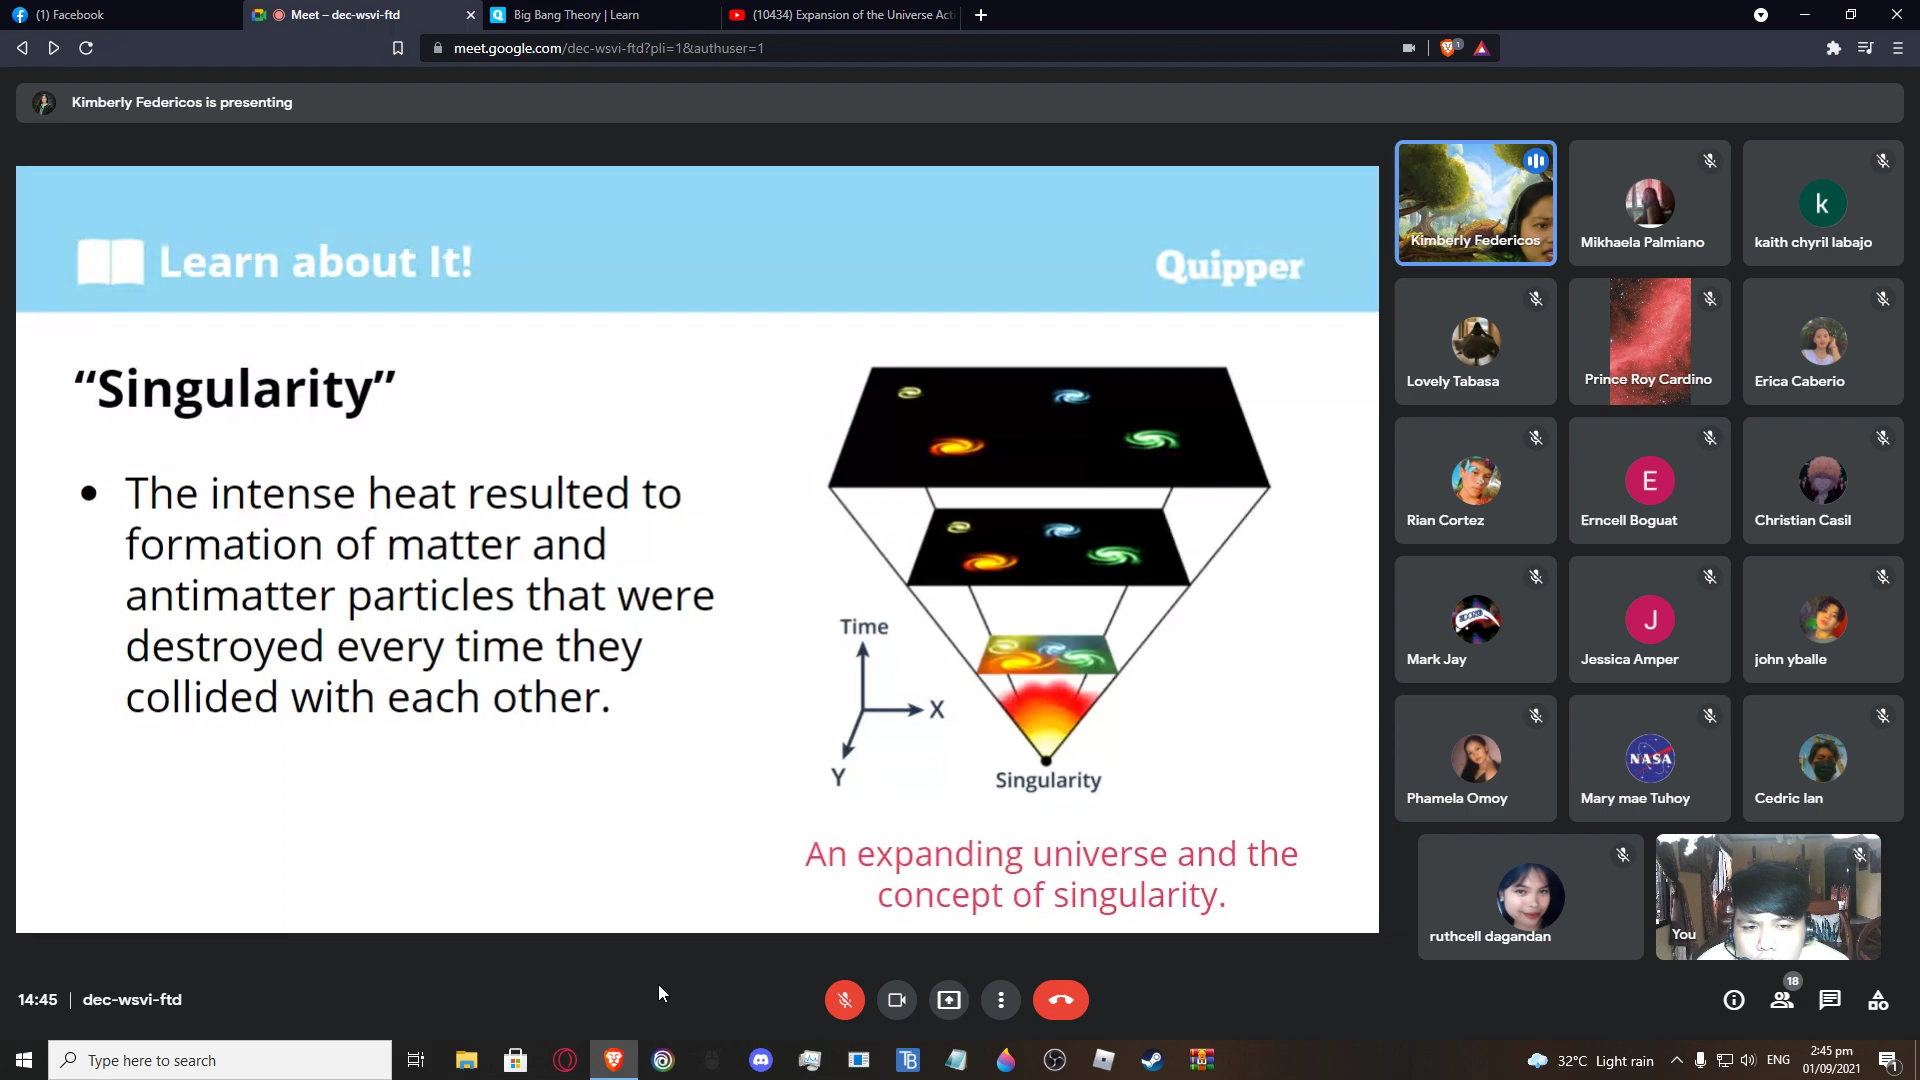 (1) Facebook
Meet – dec-wsvi-ftd
Big Bang Theory | Learn
(10434) Expansion of the Universe Act
meet.google.com/dec-wsvi-ftd?pli=1&authuser=1
1
Kimberly Federicos is presenting
Learn about It!
Quipper
“Singularity”
The intense heat resulted to
formation of matter and
antimatter particles that were
destroyed every time they
collided with each other.
Time
X
Y
Singularity
An expanding universe and the
concept of singularity.
Kimberly Federicos
Mikhaela Palmiano
k
kaith chyril labajo
Lovely Tabasa
Prince Roy Cardino
Erica Caberio
Rian Cortez
E
Erncell Boguat
Christian Casil
Mark Jay
J
Jessica Amper
john yballe
Phamela Omoy
NASA
Mary mae Tuhoy
Cedric Ian
ruthcell dagandan
You
14:45 | dec-wsvi-ftd
18
Type here to search
TB
32°C Light rain
ENG
2:45 pm
01/09/2021
1